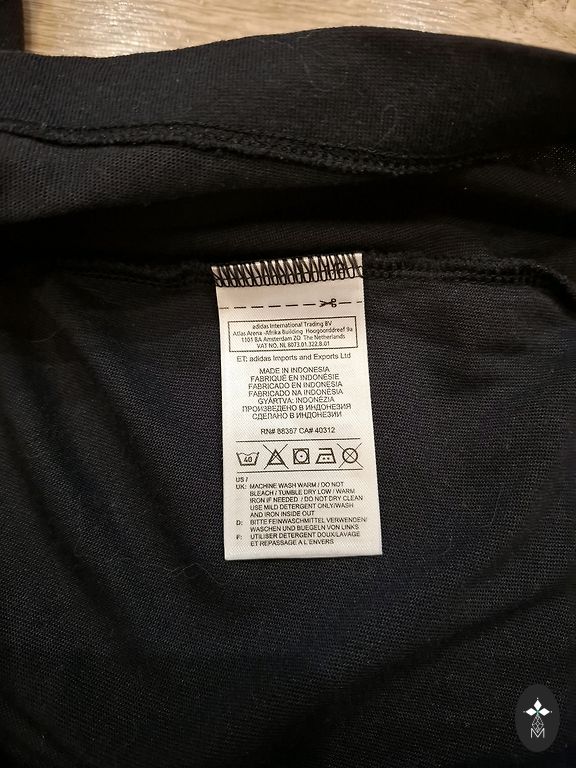 adidas International Trading BV
Atlas Arena -Afrika Building Hoogoorddreef 9a
1101 BA Amsterdam ZO The Netherlands
VAT NO. NL 8073.01.322.B.01
ET: adidas Imports and Exports Ltd
MADE IN INDONESIA
FABRIQUÉ EN INDONÉSIE
FABRICADO EN INDONESIA
FABRICADO NA INDONÉSIA
GYÁRTVA: INDONÉZIA
ПРОИЗВЕДЕНО В ИНДОНЕЗИЯ
СДЕЛАНО В ИНДОНЕЗИИ
RN# 88387 CA# 40312
40
US /
UK: MACHINE WASH WARM / DO NOT
BLEACH / TUMBLE DRY LOW / WARM
IRON IF NEEDED / DO NOT DRY CLEAN
USE MILD DETERGENT ONLY/WASH
AND IRON INSIDE OUT
D: BITTE FEINWASCHMITTEL VERWENDEN/
WASCHEN UND BUEGELN VON LINKS
F: UTILISER DETERGENT DOUX/LAVAGE
ET REPASSAGE A L'ENVERS
M